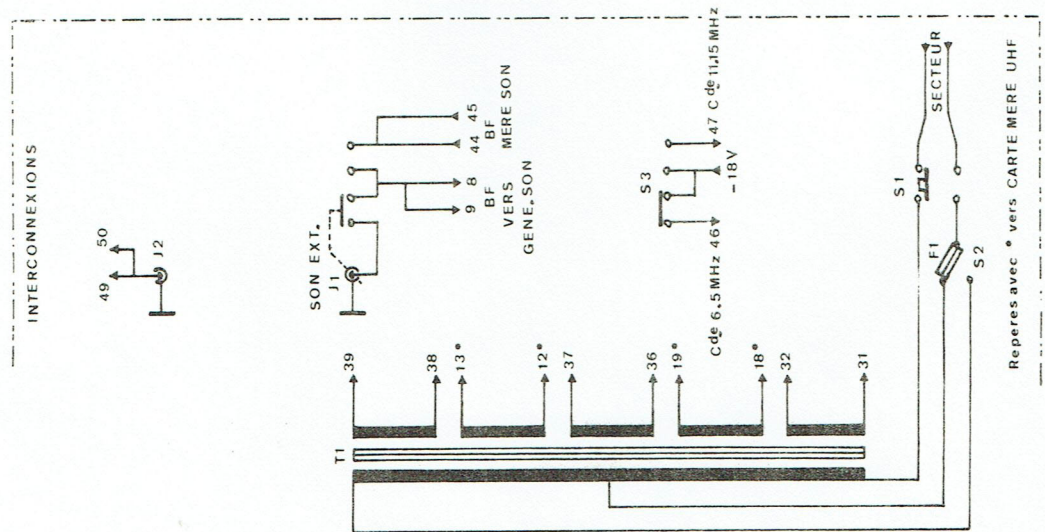 INTERCONNEXIONS
50
49
J2
SON EXT.
J1
45
44
BF
MERE SON
8
9
BF
VERS
GENE.SON
47 Cde 11.15 MHz
S3
-18V
Cde 6.5MHz 46
SECTEUR
S1
F1
S2
T1
39
38
13°
12°
37
36
19°
18°
32
31
Reperes avec ° vers CARTE MERE UHF